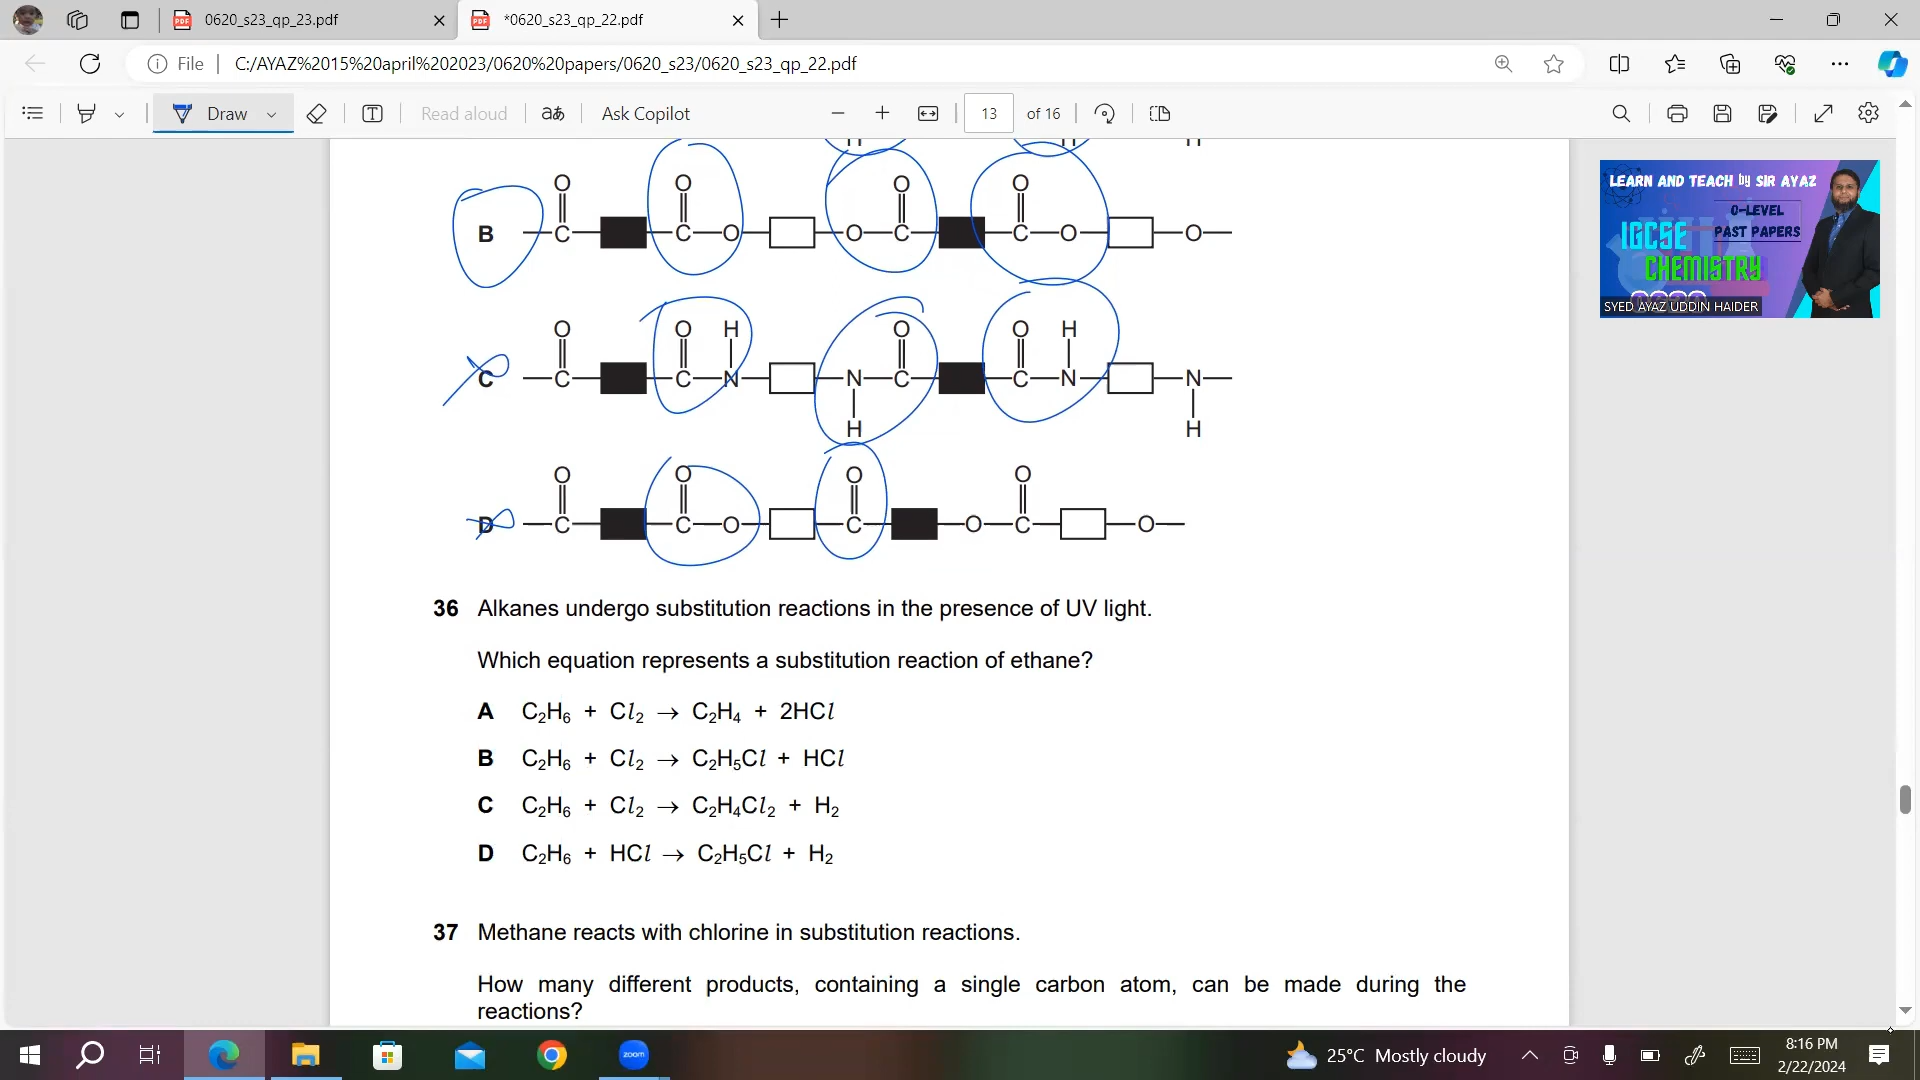 0620_s23_qp_23.pdf
*0620_s23_qp_22.pdf
File
C:/AYAZ%2015%20april%202023/0620%20papers/0620_s23/0620_s23_qp_22.pdf
Draw
Read aloud
aあ
Ask Copilot
13 of 16
H H H
O O O O
B C C O O C C O O
O O H O O H
C C C N N C C N N
H H
O O O O
D C C O C O C O
36 Alkanes undergo substitution reactions in the presence of UV light.
Which equation represents a substitution reaction of ethane?
A C₂H₆ + Cl₂ → C₂H₄ + 2HCl
B C₂H₆ + Cl₂ → C₂H₅Cl + HCl
C C₂H₆ + Cl₂ → C₂H₄Cl₂ + H₂
D C₂H₆ + HCl → C₂H₅Cl + H₂
37 Methane reacts with chlorine in substitution reactions.
How many different products, containing a single carbon atom, can be made during the
reactions?
LEARN AND TEACH by SIR AYAZ
O-LEVEL
PAST PAPERS
IGCSE
CHEMISTRY
SYED AYAZ UDDIN HAIDER
zoom
25°C Mostly cloudy
8:16 PM
2/22/2024